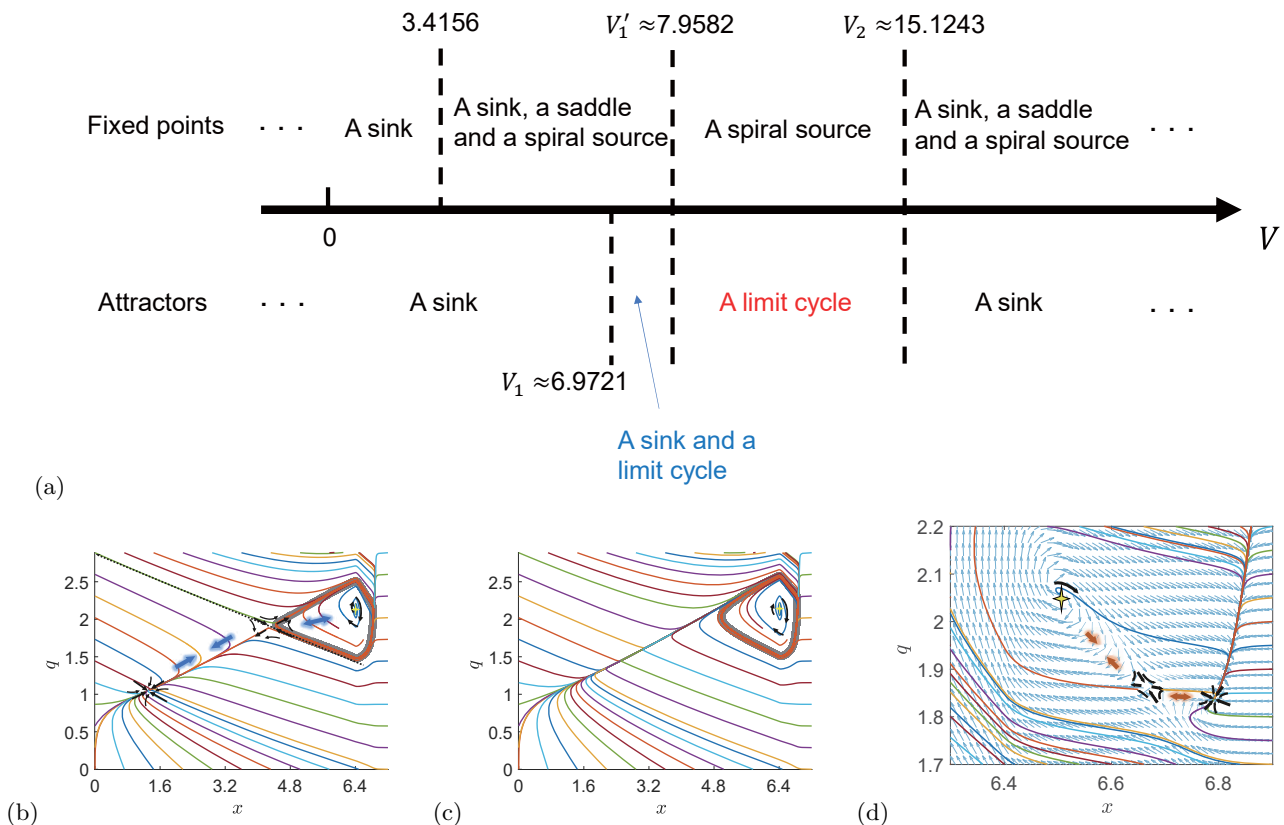 3.4156
V₁′ ≈7.9582
V₂ ≈15.1243
Fixed points
· · ·
A sink
A sink, a saddle
and a spiral source
A spiral source
A sink, a saddle
and a spiral source
· · ·
0
V
Attractors
· · ·
A sink
A limit cycle
A sink
· · ·
V₁ ≈6.9721
A sink and a
limit cycle
(a)
2.5
2
1.5
1
0.5
0
q
0
1.6
3.2
4.8
6.4
x
(b)
2.5
2
1.5
1
0.5
0
q
0
1.6
3.2
4.8
6.4
x
(c)
2.2
2.1
2
1.9
1.8
1.7
q
6.4
6.6
6.8
x
(d)